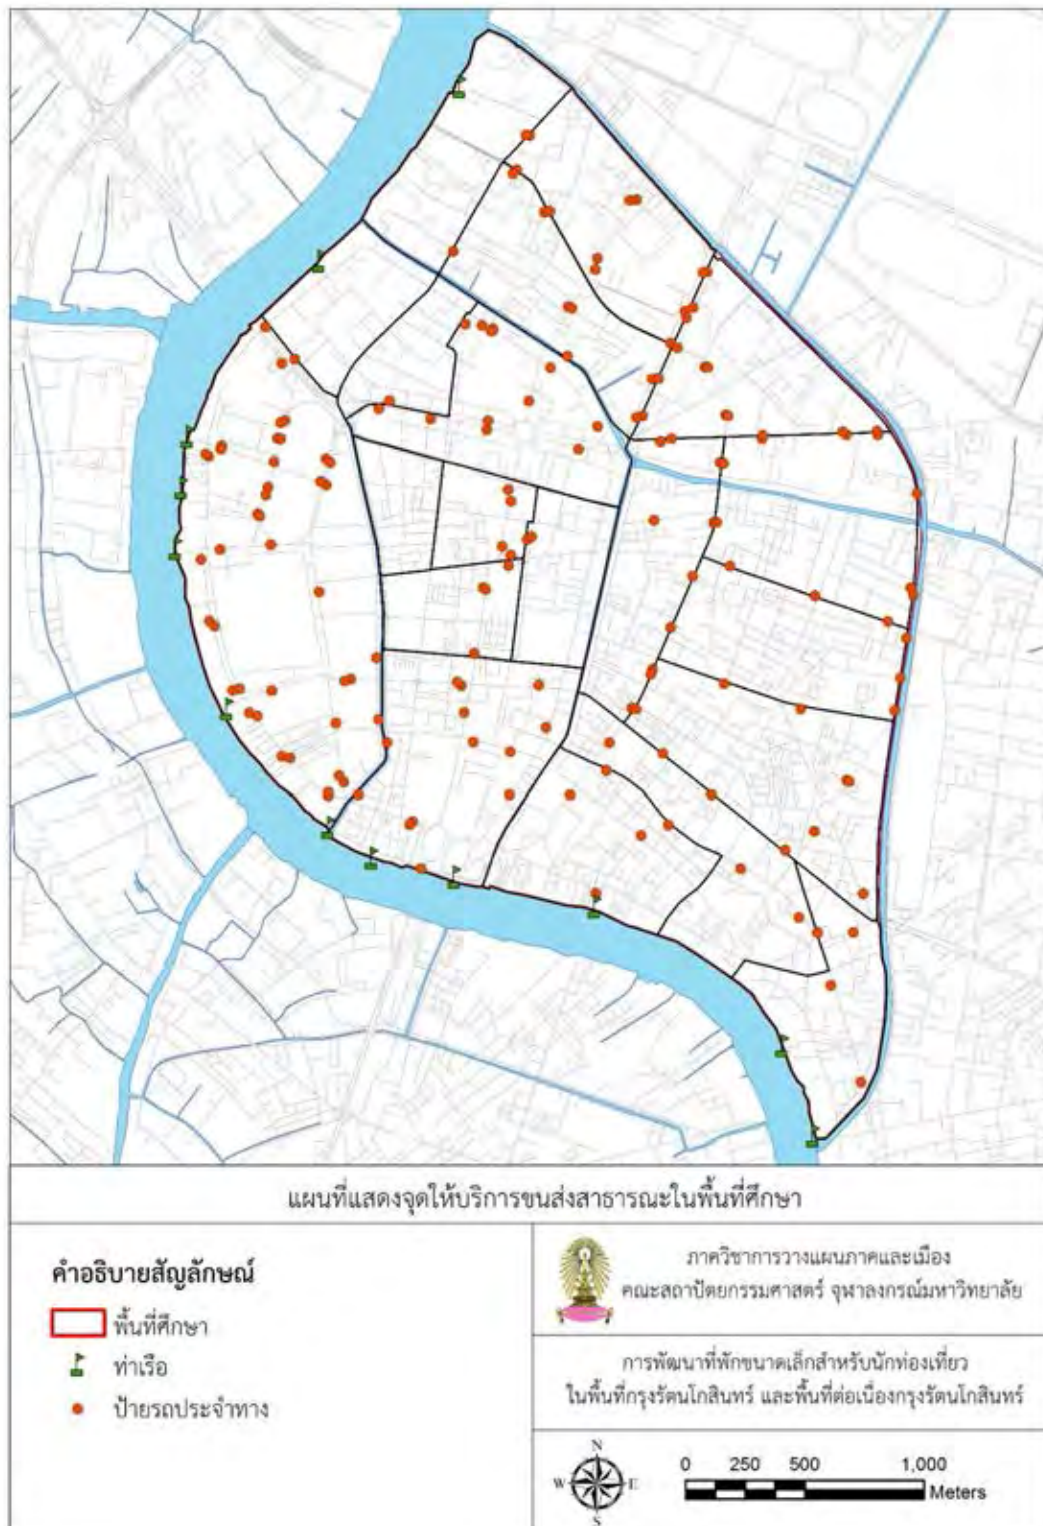 แผนที่แสดงจุดให้บริการขนส่งสาธารณะในพื้นที่ศึกษา
คำอธิบายสัญลักษณ์
พื้นที่ศึกษา
ท่าเรือ
ป้ายรถประจำทาง
ภาควิชาการวางแผนภาคและเมือง
คณะสถาปัตยกรรมศาสตร์ จุฬาลงกรณ์มหาวิทยาลัย
การพัฒนาที่พักขนาดเล็กสำหรับนักท่องเที่ยว
ในพื้นที่กรุงรัตนโกสินทร์ และพื้นที่ต่อเนื่องกรุงรัตนโกสินทร์
N
W E
S
0 250 500 1,000
Meters